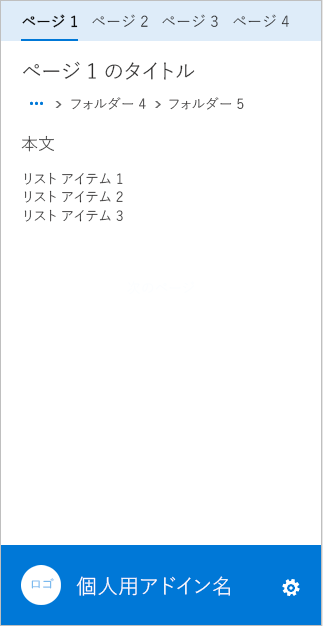 ページ 1 ページ 2 ページ 3 ページ 4
ページ 1 のタイトル
••• > フォルダー 4 > フォルダー 5
本文
リスト アイテム 1
リスト アイテム 2
リスト アイテム 3
ロゴ 個人用アドイン名